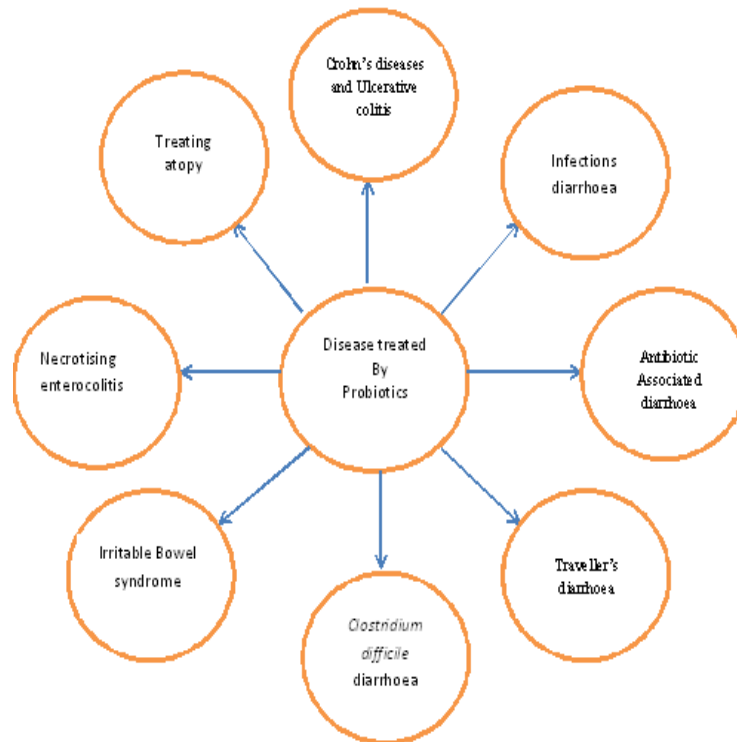 Crohn's diseases
and Ulcerative
colitis
Treating
atopy
Infections
diarrhoea
Necrotising
enterocolitis
Disease treated
By
Probiotics
Antibiotic
Associated
diarrhoea
Irritable Bowel
syndrome
Traveller's
diarrhoea
Clostridium
difficile
diarrhoea